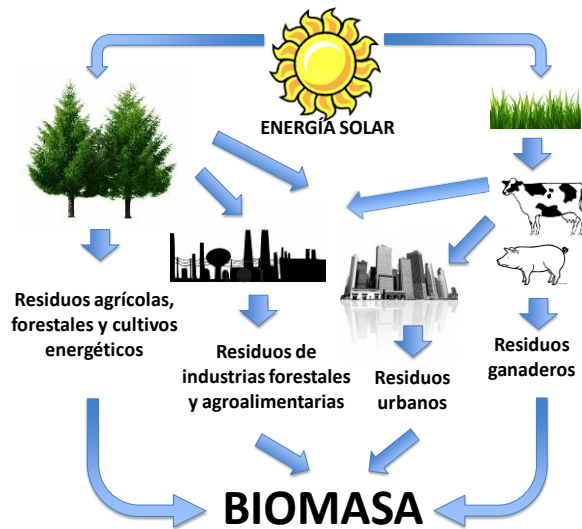 ENERGÍA SOLAR
Residuos agrícolas,
forestales y cultivos
energéticos
Residuos de
industrias forestales
y agroalimentarias
Residuos
urbanos
Residuos
ganaderos
BIOMASA